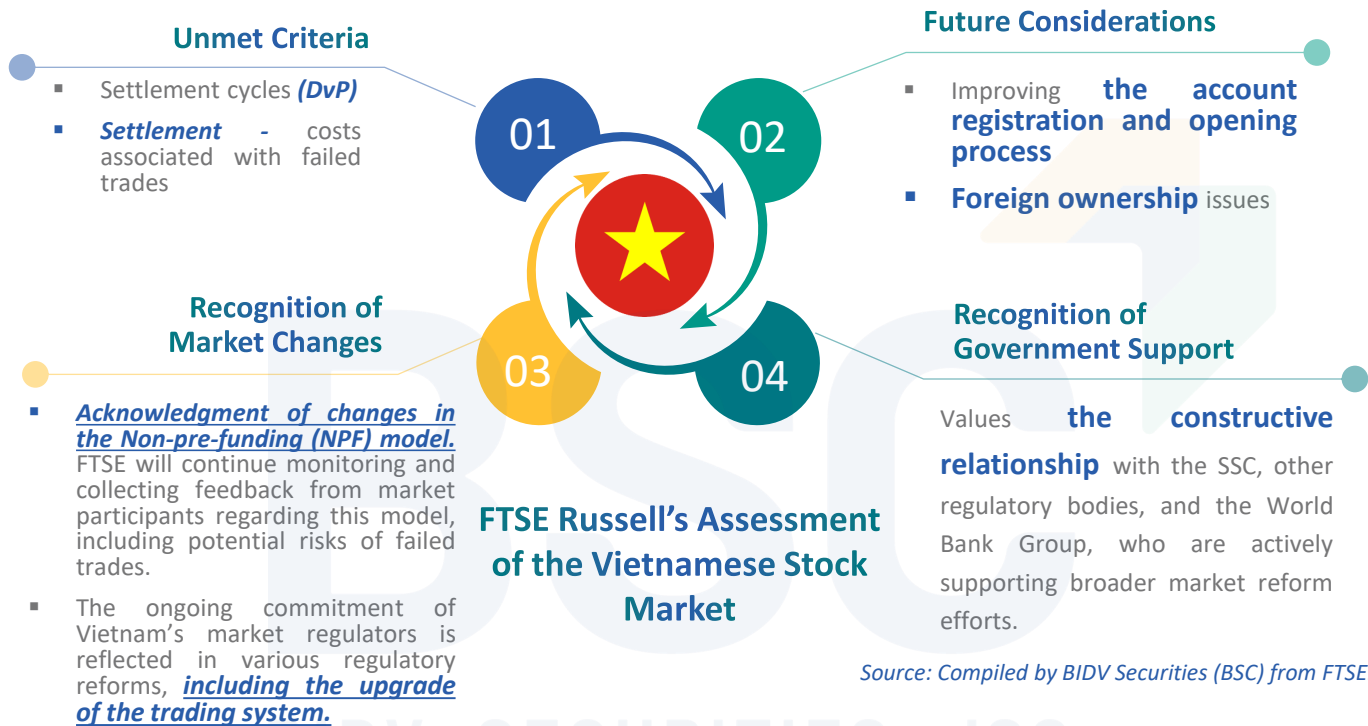 Unmet Criteria
▪ Settlement cycles (DvP)
▪ Settlement - costs
associated with failed
trades
01
02
Future Considerations
▪ Improving the account
registration and opening
process
▪ Foreign ownership issues
Recognition of
Market Changes
03
04
▪ Acknowledgment of changes in
the Non-pre-funding (NPF) model.
FTSE will continue monitoring and
collecting feedback from market
participants regarding this model,
including potential risks of failed
trades.
▪ The ongoing commitment of
Vietnam’s market regulators is
reflected in various regulatory
reforms, including the upgrade
of the trading system.
Recognition of
Government Support
Values the constructive
relationship with the SSC, other
regulatory bodies, and the World
Bank Group, who are actively
supporting broader market reform
efforts.
FTSE Russell’s Assessment
of the Vietnamese Stock
Market
Source: Compiled by BIDV Securities (BSC) from FTSE
BSC